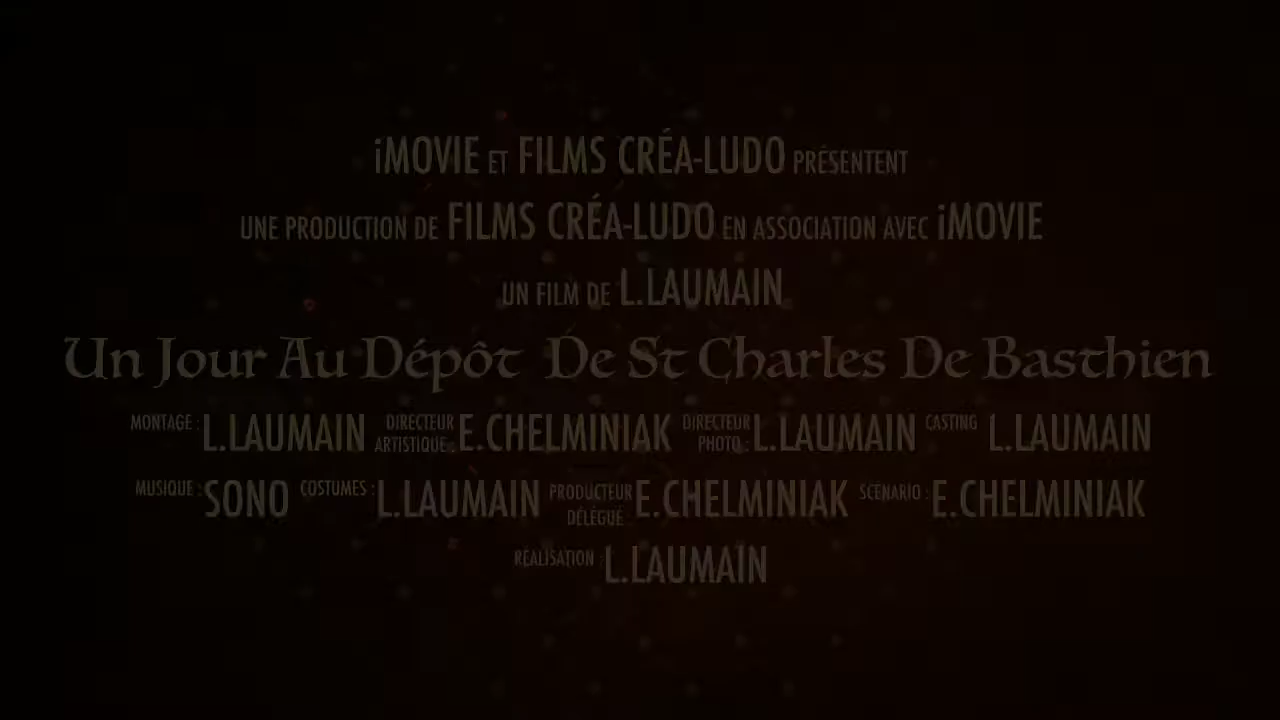 iMOVIE ET FILMS CRÉA-LUDO PRÉSENTENT
UNE PRODUCTION DE FILMS CRÉA-LUDO EN ASSOCIATION AVEC iMOVIE
UN FILM DE L.LAUMAIN
Un Jour Au Dépôt De St Charles De Basthien
MONTAGE : L.LAUMAIN DIRECTEUR ARTISTIQUE : E.CHELMINIAK DIRECTEUR PHOTO : L.LAUMAIN CASTING L.LAUMAIN
MUSIQUE : SONO COSTUMES : L.LAUMAIN PRODUCTEUR DÉLÉGUÉ E.CHELMINIAK SCÉNARIO : E.CHELMINIAK
RÉALISATION : L.LAUMAIN